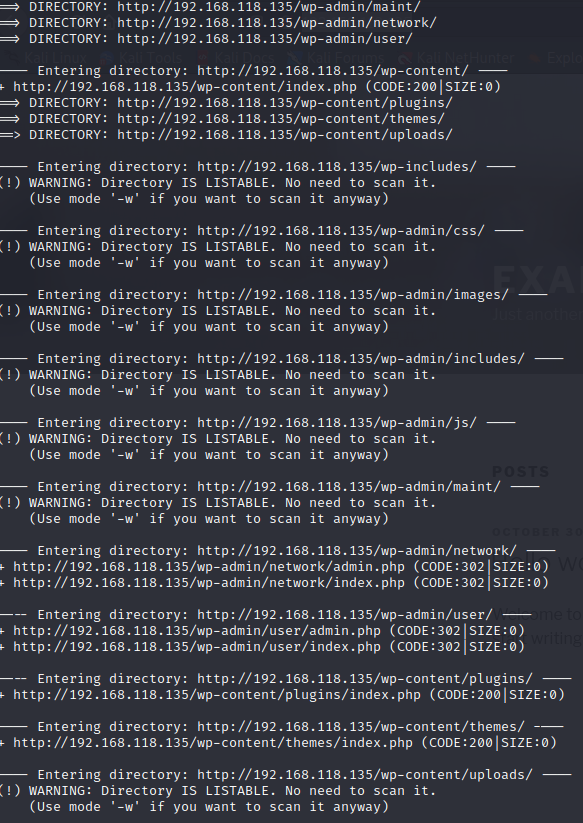 ==> DIRECTORY: http://192.168.118.135/wp-admin/maint/
==> DIRECTORY: http://192.168.118.135/wp-admin/network/
==> DIRECTORY: http://192.168.118.135/wp-admin/user/
Kali Linux Kali Tools Kali Docs Kali Forums Kali NetHunter Explo
---- Entering directory: http://192.168.118.135/wp-content/ ----
+ http://192.168.118.135/wp-content/index.php (CODE:200|SIZE:0)
==> DIRECTORY: http://192.168.118.135/wp-content/plugins/
==> DIRECTORY: http://192.168.118.135/wp-content/themes/
==> DIRECTORY: http://192.168.118.135/wp-content/uploads/
---- Entering directory: http://192.168.118.135/wp-includes/ ----
(!) WARNING: Directory IS LISTABLE. No need to scan it.
(Use mode '-w' if you want to scan it anyway)
---- Entering directory: http://192.168.118.135/wp-admin/css/ ----
(!) WARNING: Directory IS LISTABLE. No need to scan it.
(Use mode '-w' if you want to scan it anyway)
---- Entering directory: http://192.168.118.135/wp-admin/images/ ----
EXA
(!) WARNING: Directory IS LISTABLE. No need to scan it.
Just another
(Use mode '-w' if you want to scan it anyway)
---- Entering directory: http://192.168.118.135/wp-admin/includes/ ----
(!) WARNING: Directory IS LISTABLE. No need to scan it.
(Use mode '-w' if you want to scan it anyway)
---- Entering directory: http://192.168.118.135/wp-admin/js/ ----
(!) WARNING: Directory IS LISTABLE. No need to scan it.
(Use mode '-w' if you want to scan it anyway)
POSTS
---- Entering directory: http://192.168.118.135/wp-admin/maint/ ----
(!) WARNING: Directory IS LISTABLE. No need to scan it.
(Use mode '-w' if you want to scan it anyway)
OCTOBER 30
---- Entering directory: http://192.168.118.135/wp-admin/network/ ----
+ http://192.168.118.135/wp-admin/network/admin.php (CODE:302|SIZE:0)
+ http://192.168.118.135/wp-admin/network/index.php (CODE:302|SIZE:0)
---- Entering directory: http://192.168.118.135/wp-admin/user/ ----
Welcome to
+ http://192.168.118.135/wp-admin/user/admin.php (CODE:302|SIZE:0)
writing
+ http://192.168.118.135/wp-admin/user/index.php (CODE:302|SIZE:0)
---- Entering directory: http://192.168.118.135/wp-content/plugins/ ----
+ http://192.168.118.135/wp-content/plugins/index.php (CODE:200|SIZE:0)
---- Entering directory: http://192.168.118.135/wp-content/themes/ ----
+ http://192.168.118.135/wp-content/themes/index.php (CODE:200|SIZE:0)
---- Entering directory: http://192.168.118.135/wp-content/uploads/ ----
(!) WARNING: Directory IS LISTABLE. No need to scan it.
(Use mode '-w' if you want to scan it anyway)